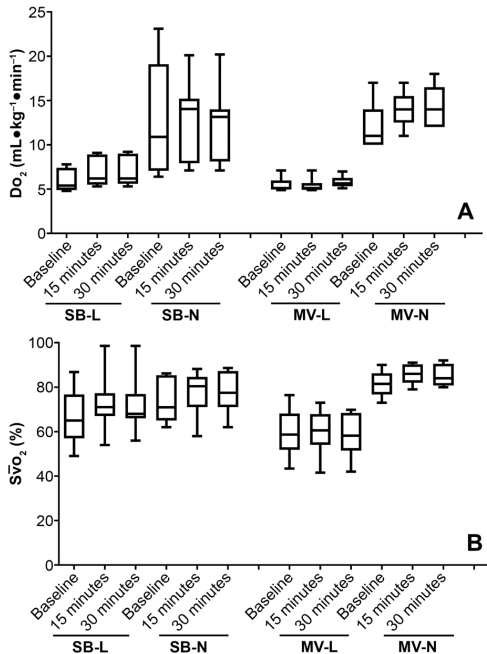 25
20
15
10
5
0
Do₂ (mL●kg⁻¹●min⁻¹)
A
Baseline
15 minutes
30 minutes
Baseline
15 minutes
30 minutes
Baseline
15 minutes
30 minutes
Baseline
15 minutes
30 minutes
SB-L SB-N MV-L MV-N
100
80
60
40
20
0
Sv̄o₂ (%)
B
Baseline
15 minutes
30 minutes
Baseline
15 minutes
30 minutes
Baseline
15 minutes
30 minutes
Baseline
15 minutes
30 minutes
SB-L SB-N MV-L MV-N